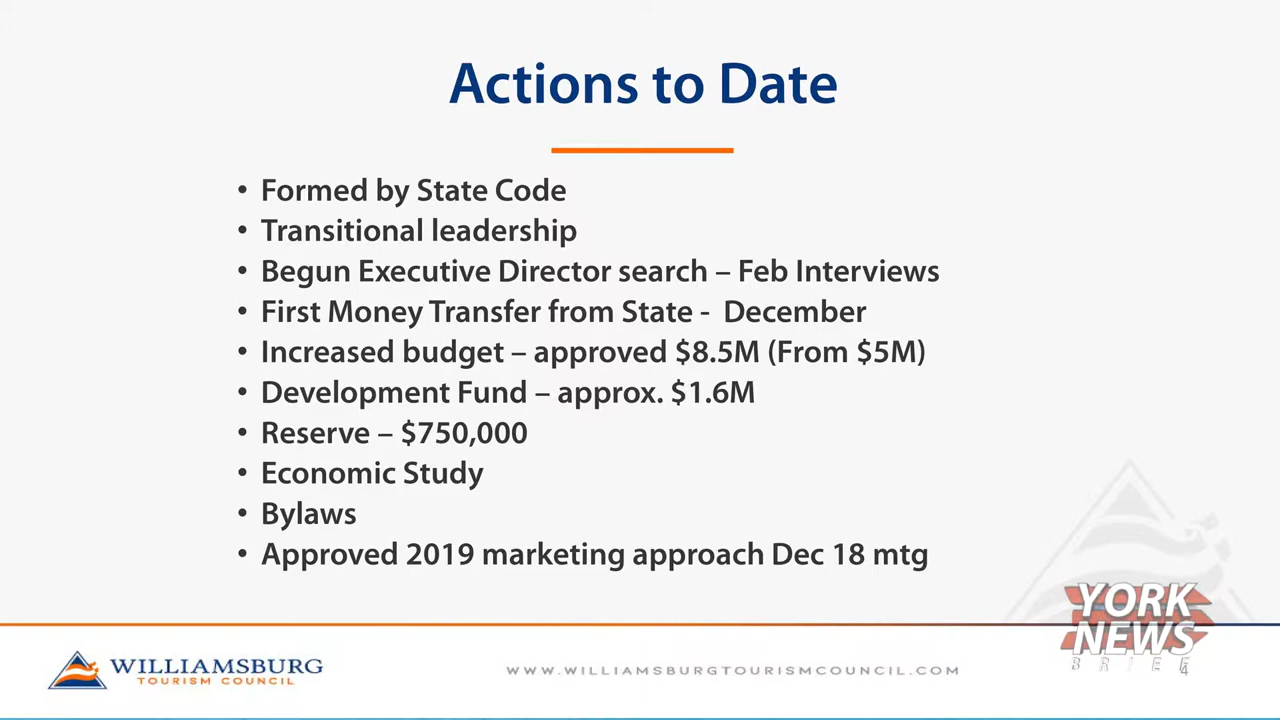 Actions to Date
• Formed by State Code
• Transitional leadership
• Begun Executive Director search – Feb Interviews
• First Money Transfer from State - December
• Increased budget – approved $8.5M (From $5M)
• Development Fund – approx. $1.6M
• Reserve – $750,000
• Economic Study
• Bylaws
• Approved 2019 marketing approach Dec 18 mtg
YORK
NEWS
BRIEF
4
WILLIAMSBURG
TOURISM COUNCIL
WWW.WILLIAMSBURGTOURISMCOUNCIL.COM